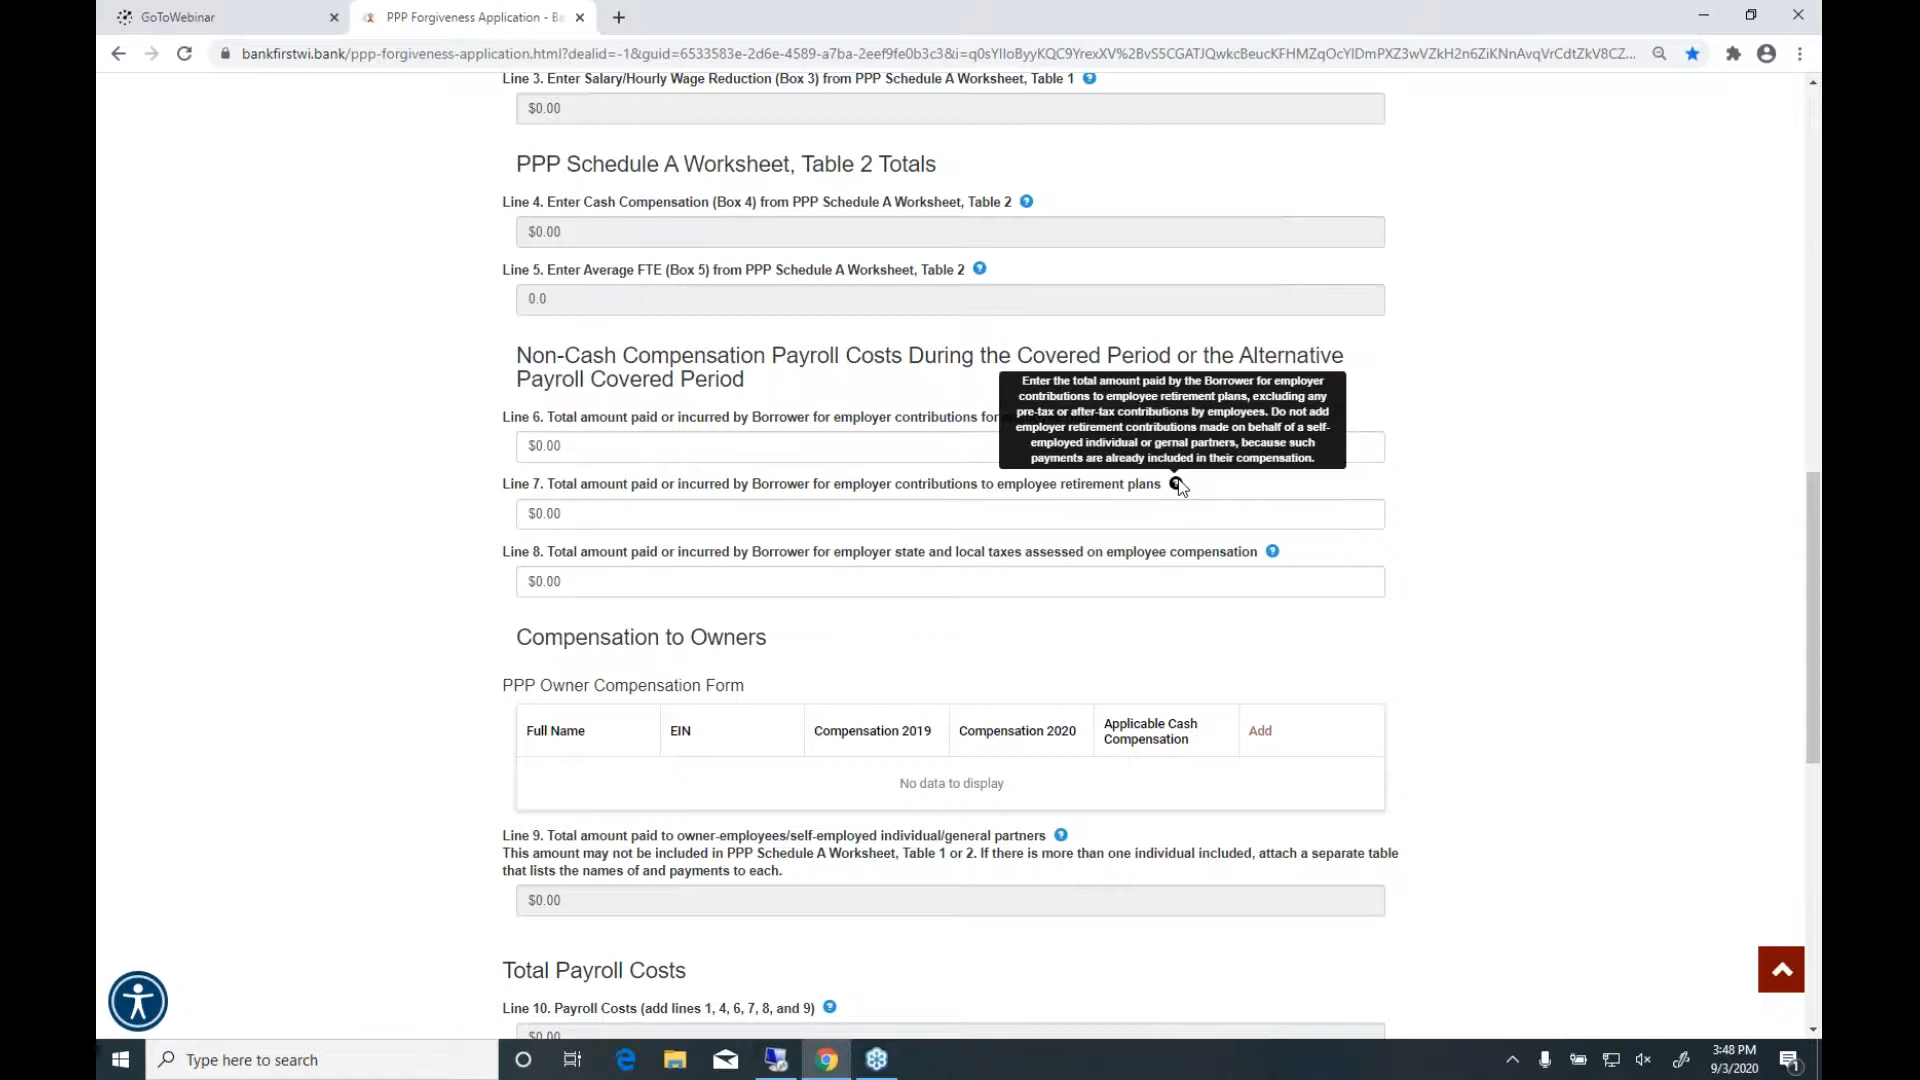 GoToWebinar
PPP Forgiveness Application - Ba
bankfirstwi.bank/ppp-forgiveness-application.html?dealid=-1&guid=6533583e-2d6e-4589-a7ba-2eef9fe0b3c3&i=
Line 3. Enter Salary/Hourly Wage Reduction (Box 3) from PPP Schedule A Worksheet, Table 1
$0.00
PPP Schedule A Worksheet, Table 2 Totals
Line 4. Enter Cash Compensation (Box 4) from PPP Schedule A Worksheet, Table 2
$0.00
Line 5. Enter Average FTE (Box 5) from PPP Schedule A Worksheet, Table 2
0.0
Non-Cash Compensation Payroll Costs During the Covered Period or the Alternative
Payroll Covered Period
Enter the total amount paid by the Borrower for employer
contributions to employee retirement plans, excluding any
pre-tax or after-tax contributions by employees. Do not add
employer retirement contributions made on behalf of a self-
employed individual or gernal partners, because such
payments are already included in their compensation.
Line 6. Total amount paid or incurred by Borrower for employer contributions for
$0.00
Line 7. Total amount paid or incurred by Borrower for employer contributions to employee retirement plans
$0.00
Line 8. Total amount paid or incurred by Borrower for employer state and local taxes assessed on employee compensation
$0.00
Compensation to Owners
PPP Owner Compensation Form
Full Name EIN Compensation 2019 Compensation 2020 Applicable Cash Compensation Add
No data to display
Line 9. Total amount paid to owner-employees/self-employed individual/general partners
This amount may not be included in PPP Schedule A Worksheet, Table 1 or 2. If there is more than one individual included, attach a separate table
that lists the names of and payments to each.
$0.00
Total Payroll Costs
Line 10. Payroll Costs (add lines 1, 4, 6, 7, 8, and 9)
$0.00
Type here to search
3:48 PM
9/3/2020
1